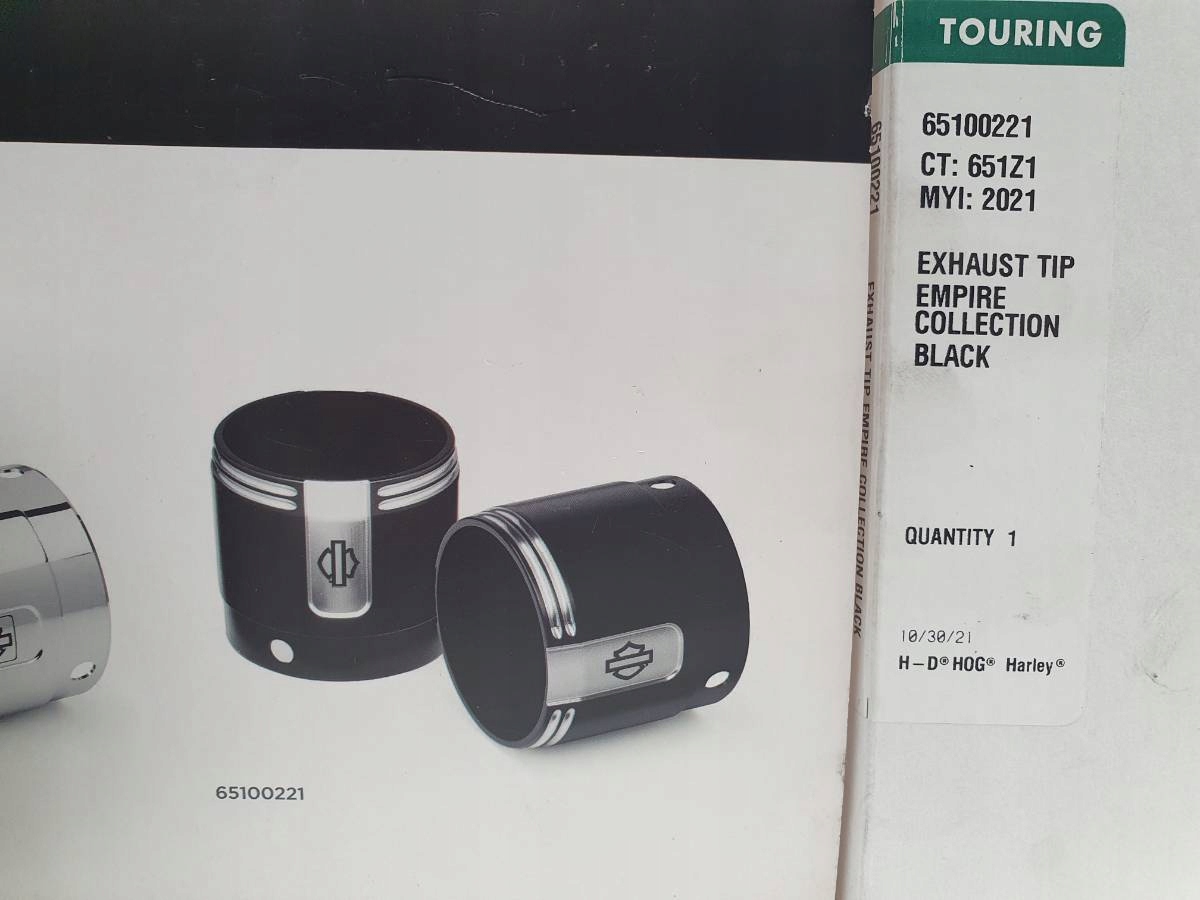 TOURING
65100221
CT: 651Z1
MYI: 2021
EXHAUST TIP
EMPIRE
COLLECTION
BLACK
QUANTITY 1
10/30/21
H-D® HOG® Harley®
65100221 EXHAUST TIP EMPIRE COLLECTION BLACK
65100221